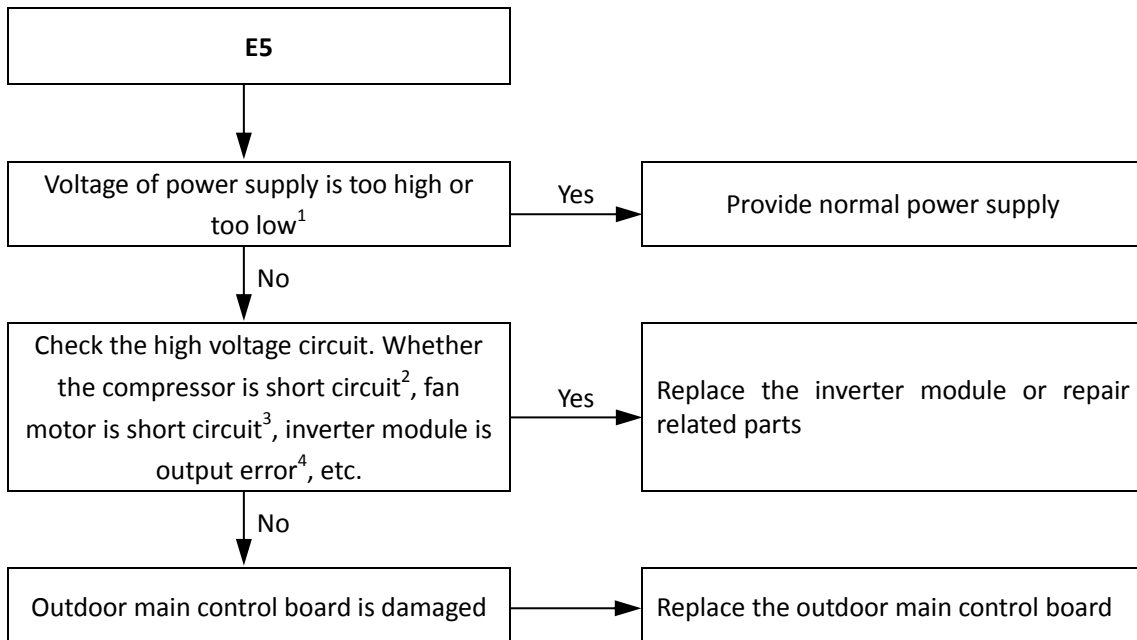 E5
Voltage of power supply is too high or
too low¹
Yes
Provide normal power supply
No
Check the high voltage circuit. Whether
the compressor is short circuit², fan
motor is short circuit³, inverter module is
output error⁴, etc.
Yes
Replace the inverter module or repair
related parts
No
Outdoor main control board is damaged
Replace the outdoor main control board